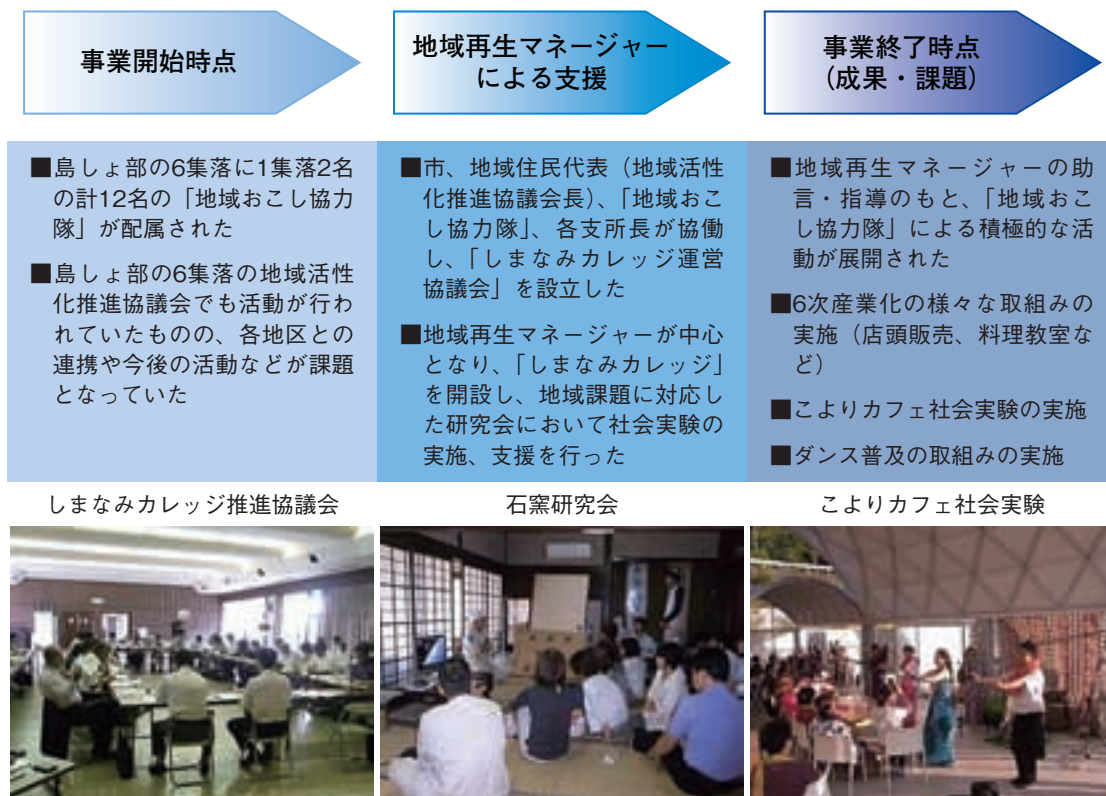 事業開始時点
地域再生マネージャー
による支援
事業終了時点
(成果・課題)
■島しょ部の6集落に1集落2名
の計12名の「地域おこし協力
隊」が配属された
■島しょ部の6集落の地域活性
化推進協議会でも活動が行わ
れていたものの、各地区との
連携や今後の活動などが課題
となっていた
■市、地域住民代表（地域活性
化推進協議会長）、「地域おこ
し協力隊」、各支所長が協働
し、「しまなみカレッジ運営
協議会」を設立した
■地域再生マネージャーが中心
となり、「しまなみカレッジ」
を開設し、地域課題に対応し
た研究会において社会実験の
実施、支援を行った
■地域再生マネージャーの助
言・指導のもと、「地域おこ
し協力隊」による積極的な活
動が展開された
■6次産業化の様々な取組みの
実施（店頭販売、料理教室な
ど）
■こよりカフェ社会実験の実施
■ダンス普及の取組みの実施
しまなみカレッジ推進協議会
石窯研究会
こよりカフェ社会実験